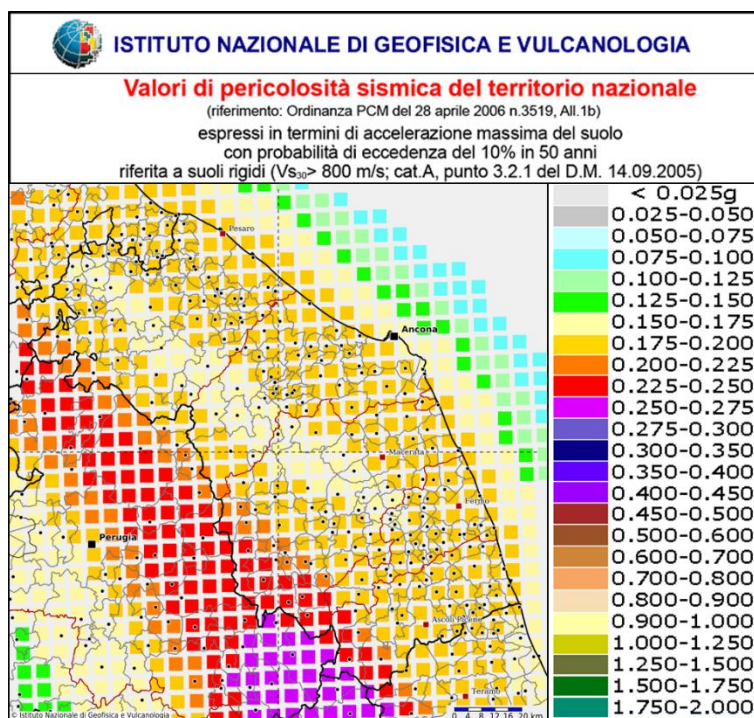 ISTITUTO NAZIONALE DI GEOFISICA E VULCANOLOGIA
Valori di pericolosità sismica del territorio nazionale
(riferimento: Ordinanza PCM del 28 aprile 2006 n.3519, All.1b)
espressi in termini di accelerazione massima del suolo
con probabilità di eccedenza del 10% in 50 anni
riferita a suoli rigidi (Vs₃₀> 800 m/s; cat.A, punto 3.2.1 del D.M. 14.09.2005)
Pesaro
Ancona
Macerata
Fermo
Perugia
Ascoli Piceno
Teramo
0 4 8 12 16 20 km
© Istituto Nazionale di Geofisica e Vulcanologia
< 0.025g
0.025-0.050
0.050-0.075
0.075-0.100
0.100-0.125
0.125-0.150
0.150-0.175
0.175-0.200
0.200-0.225
0.225-0.250
0.250-0.275
0.275-0.300
0.300-0.350
0.350-0.400
0.400-0.450
0.450-0.500
0.500-0.600
0.600-0.700
0.700-0.800
0.800-0.900
0.900-1.000
1.000-1.250
1.250-1.500
1.500-1.750
1.750-2.000